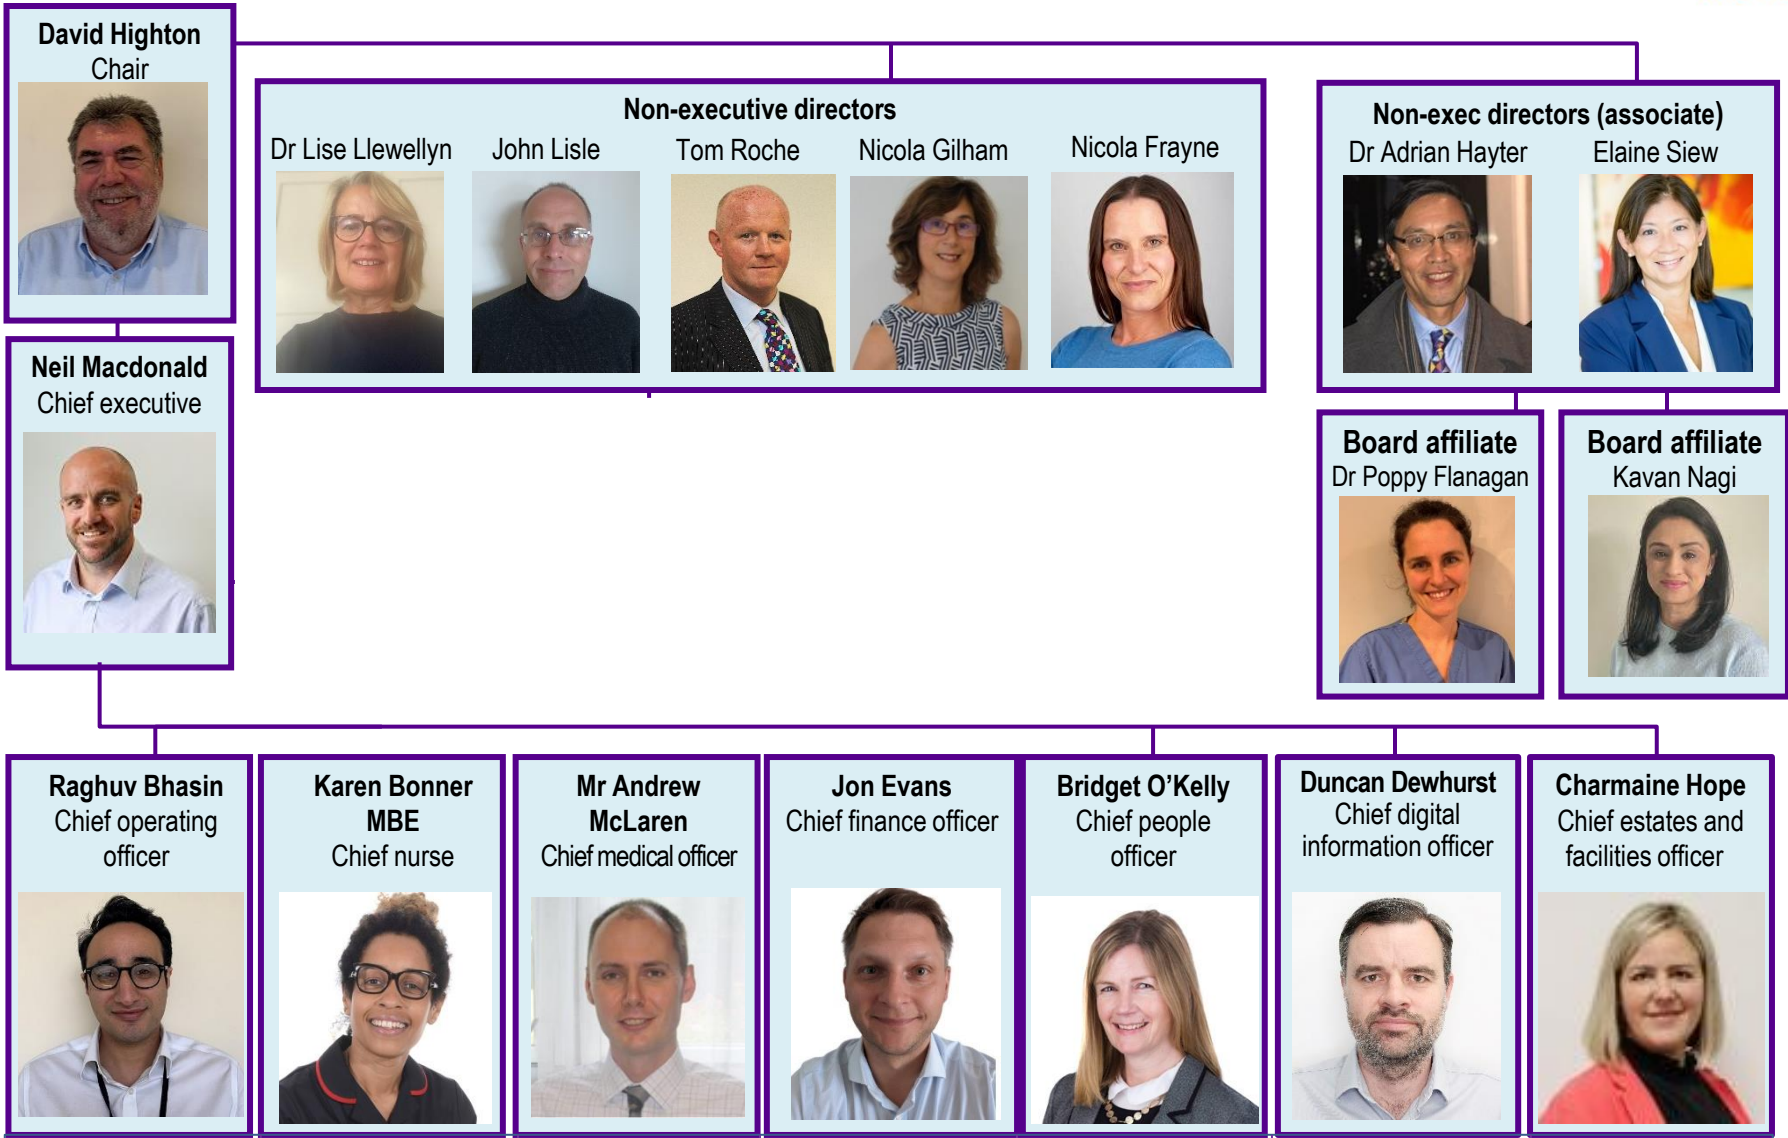 David Highton
Chair
Non-executive directors
Dr Lise Llewellyn
John Lisle
Tom Roche
Nicola Gilham
Nicola Frayne
Non-exec directors (associate)
Dr Adrian Hayter
Elaine Siew
Neil Macdonald
Chief executive
Board affiliate
Dr Poppy Flanagan
Board affiliate
Kavan Nagi
Raghuv Bhasin
Chief operating
officer
Karen Bonner
MBE
Chief nurse
Mr Andrew
McLaren
Chief medical officer
Jon Evans
Chief finance officer
Bridget O’Kelly
Chief people
officer
Duncan Dewhurst
Chief digital
information officer
Charmaine Hope
Chief estates and
facilities officer